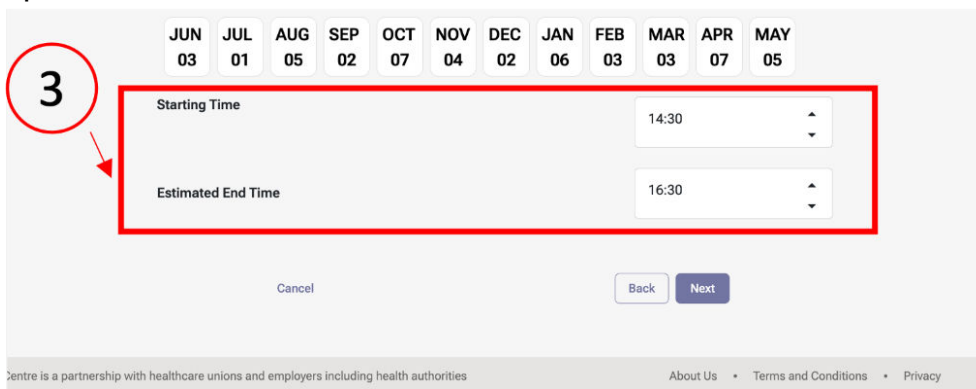 JUN JUL AUG SEP OCT NOV DEC JAN FEB MAR APR MAY
03 01 05 02 07 04 02 06 03 03 07 05
3
Starting Time 14:30
Estimated End Time 16:30
Cancel Back Next
Centre is a partnership with healthcare unions and employers including health authorities About Us • Terms and Conditions • Privacy